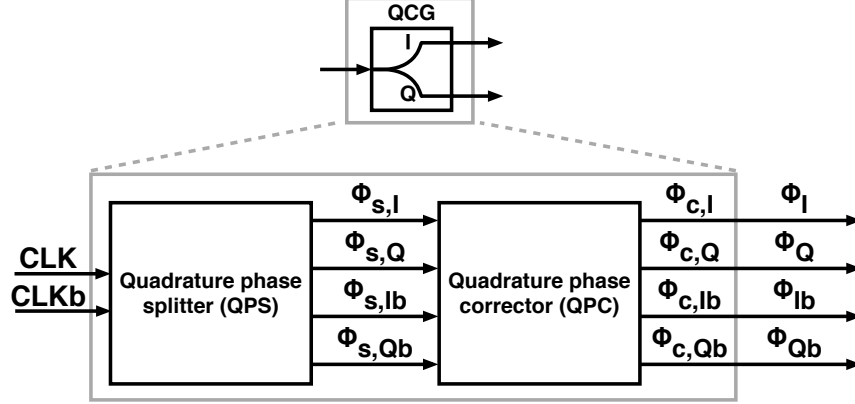 QCG
I
Q
Φs,I Φc,I ΦI
CLK Φs,Q Φc,Q ΦQ
CLKb Φs,Ib Φc,Ib ΦIb
Φs,Qb Φc,Qb ΦQb
Quadrature phase
splitter (QPS)
Quadrature phase
corrector (QPC)